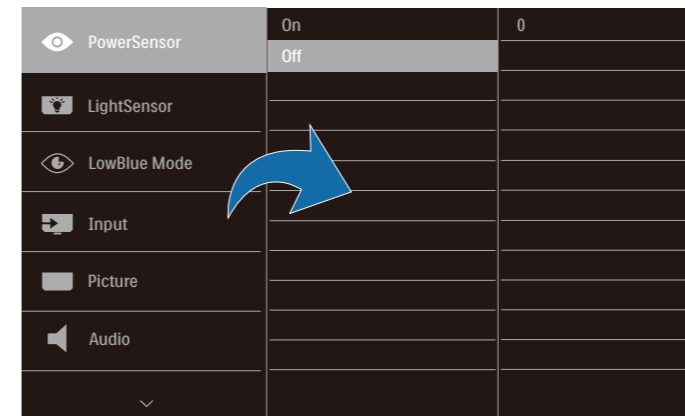 PowerSensor
On
0
Off
LightSensor
LowBlue Mode
Input
Picture
Audio